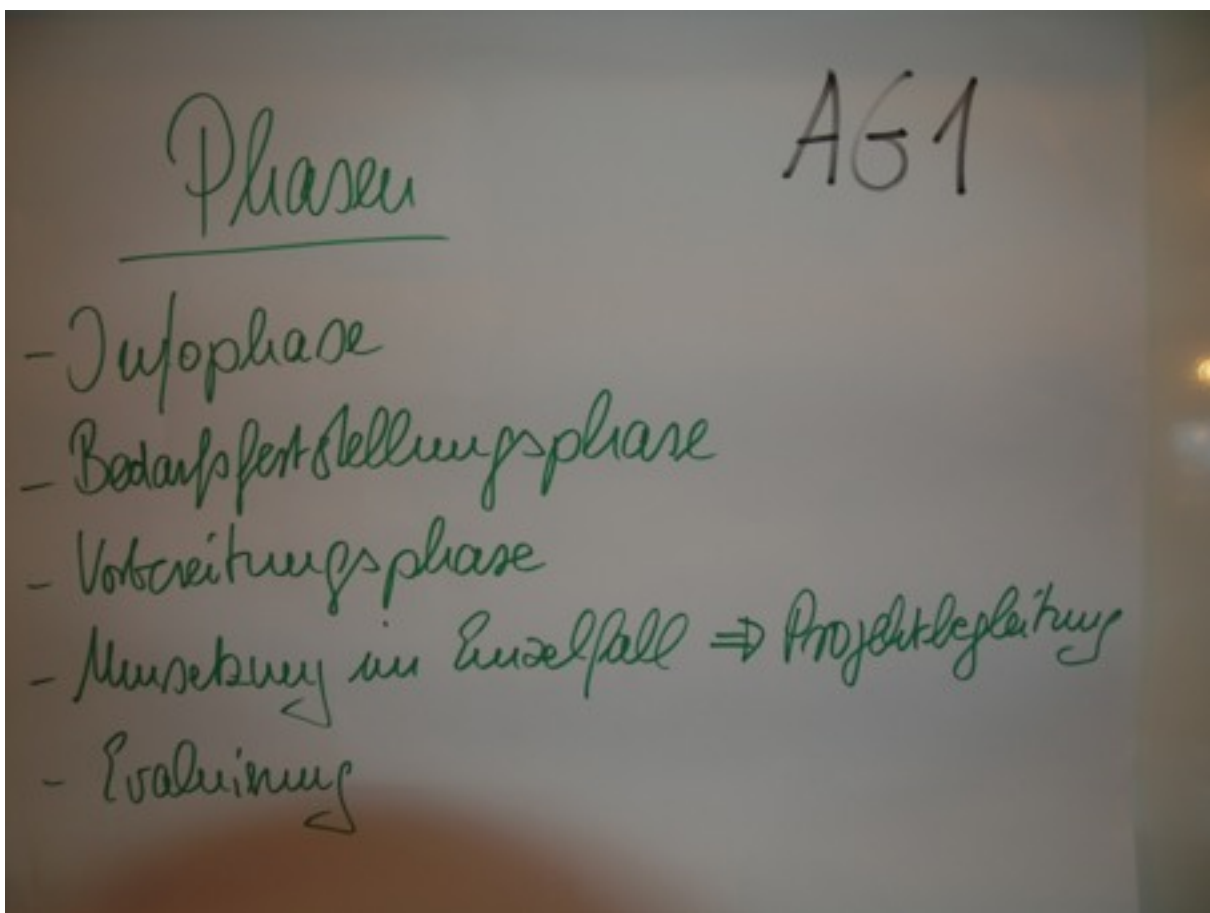 Phasen
AG1
- Infophase
- Bedarfsfeststellungsphase
- Vorbereitungsphase
- Umsetzung im Einzelfall ⇒ Projektbegleitung
- Evaluierung